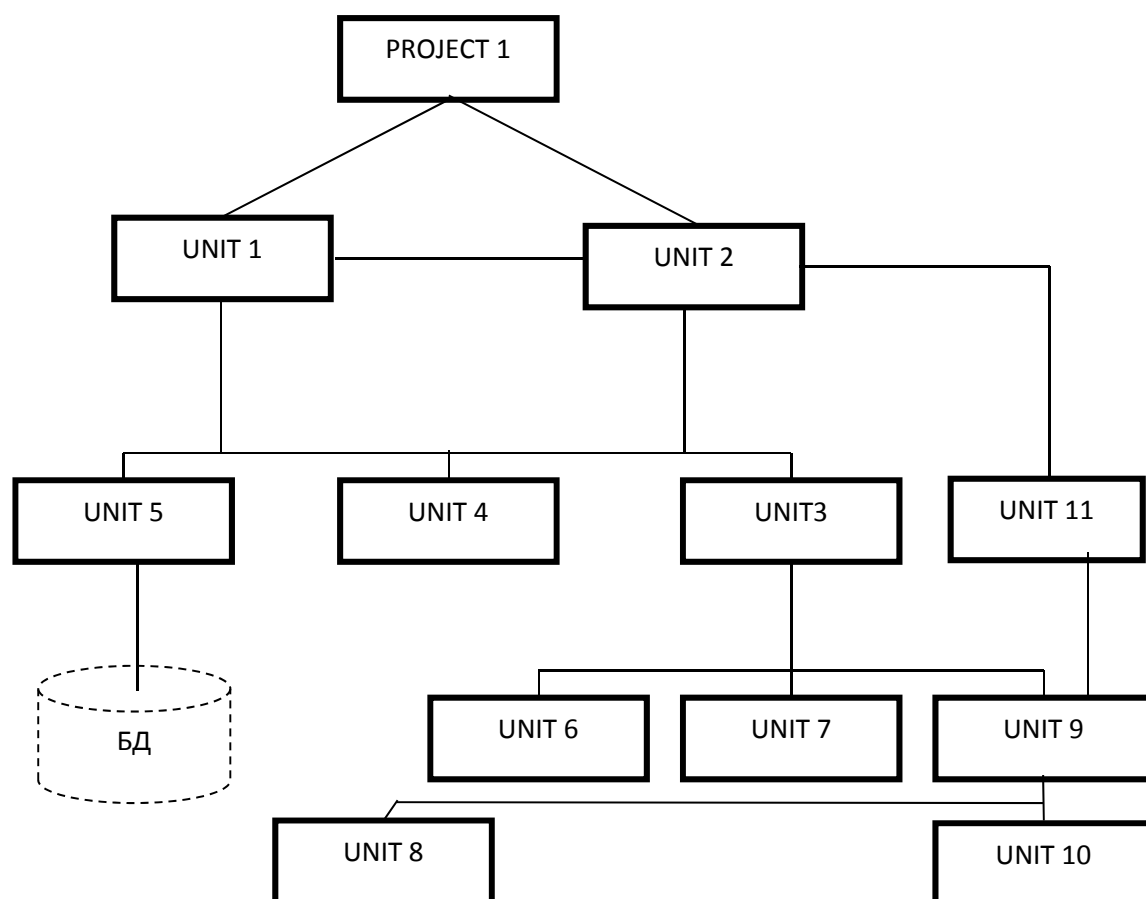 PROJECT 1
UNIT 1
UNIT 2
UNIT 5
UNIT 4
UNIT3
UNIT 11
UNIT 6
UNIT 7
UNIT 9
БД
UNIT 8
UNIT 10